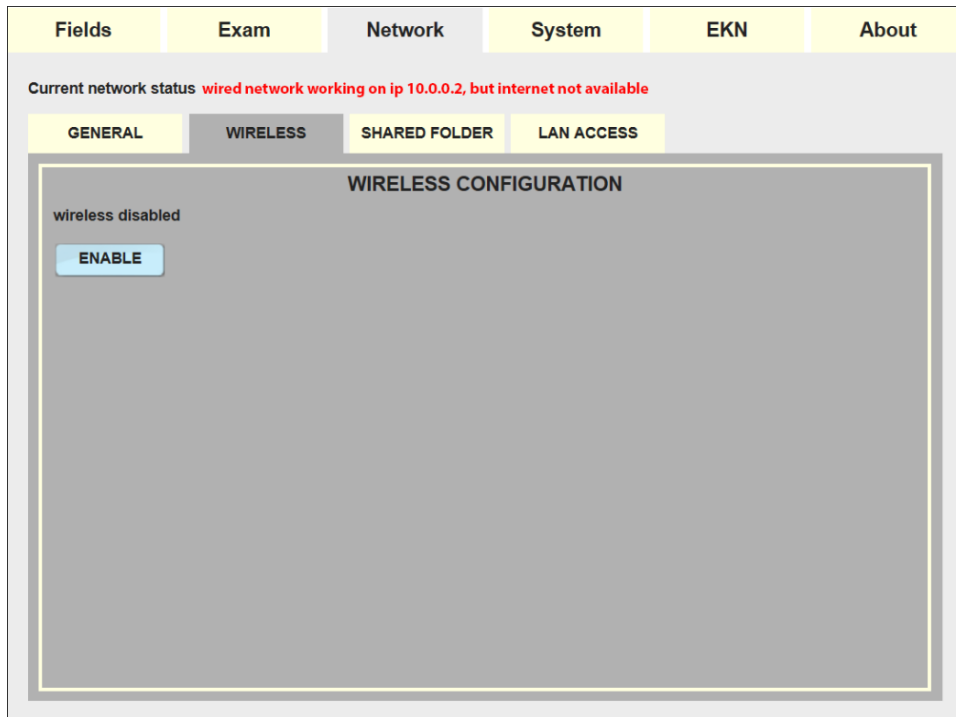 Fields Exam Network System EKN About
Current network status wired network working on ip 10.0.0.2, but internet not available
GENERAL WIRELESS SHARED FOLDER LAN ACCESS
WIRELESS CONFIGURATION
wireless disabled
ENABLE